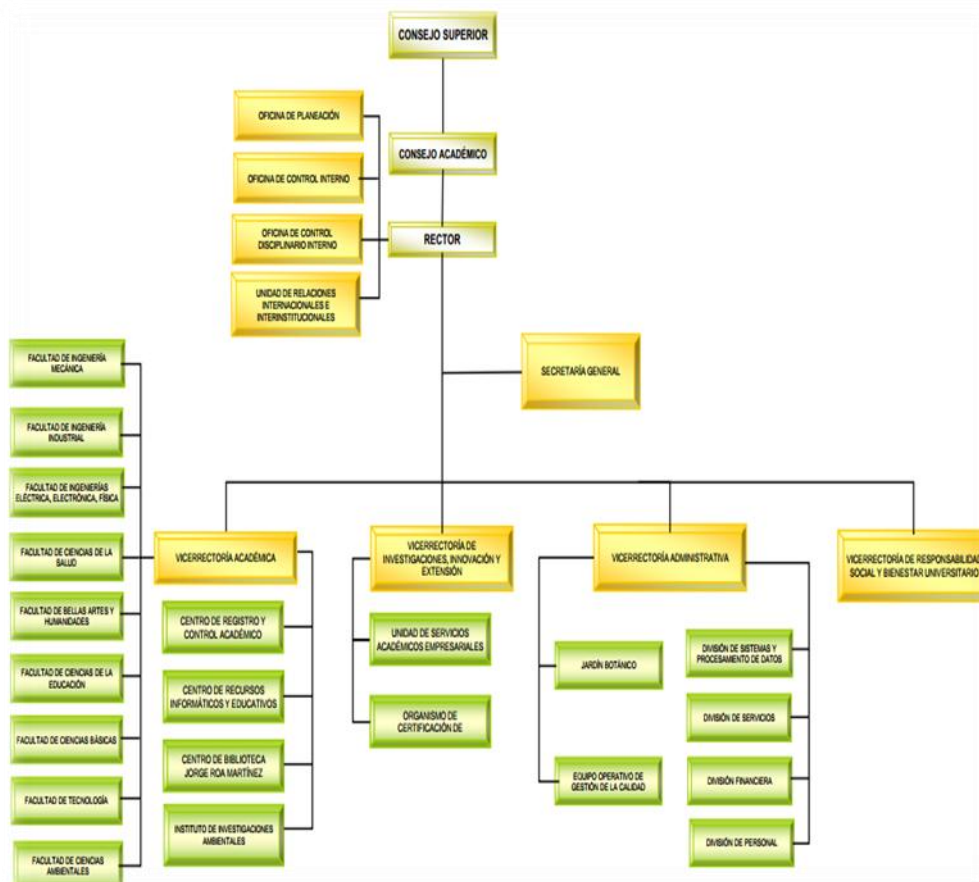 CONSEJO SUPERIOR
OFICINA DE PLANEACIÓN
CONSEJO ACADÉMICO
OFICINA DE CONTROL INTERNO
OFICINA DE CONTROL
DISCIPLINARIO INTERNO
RECTOR
UNIDAD DE RELACIONES
INTERNACIONALES E
INTERINSTITUCIONALES
SECRETARÍA GENERAL
FACULTAD DE INGENIERÍA
MECÁNICA
FACULTAD DE INGENIERÍA
INDUSTRIAL
FACULTAD DE INGENIERÍAS
ELÉCTRICA, ELECTRÓNICA, FÍSICA
FACULTAD DE CIENCIAS DE LA
SALUD
FACULTAD DE BELLAS ARTES Y
HUMANIDADES
FACULTAD DE CIENCIAS DE LA
EDUCACIÓN
FACULTAD DE CIENCIAS BÁSICAS
FACULTAD DE TECNOLOGÍA
FACULTAD DE CIENCIAS
AMBIENTALES
VICERRECTORÍA ACADÉMICA
CENTRO DE REGISTRO Y
CONTROL ACADÉMICO
CENTRO DE RECURSOS
INFORMÁTICOS Y EDUCATIVOS
CENTRO DE BIBLIOTECA
JORGE ROA MARTÍNEZ
INSTITUTO DE INVESTIGACIONES
AMBIENTALES
VICERRECTORÍA DE
INVESTIGACIONES, INNOVACIÓN Y
EXTENSIÓN
UNIDAD DE SERVICIOS
ACADÉMICOS EMPRESARIALES
ORGANISMO DE
CERTIFICACIÓN DE
VICERRECTORÍA ADMINISTRATIVA
JARDÍN BOTÁNICO
EQUIPO OPERATIVO DE
GESTIÓN DE LA CALIDAD
DIVISIÓN DE SISTEMAS Y
PROCESAMIENTO DE DATOS
DIVISIÓN DE SERVICIOS
DIVISIÓN FINANCIERA
DIVISIÓN DE PERSONAL
VICERRECTORÍA DE RESPONSABILIDAD
SOCIAL Y BIENESTAR UNIVERSITARIO